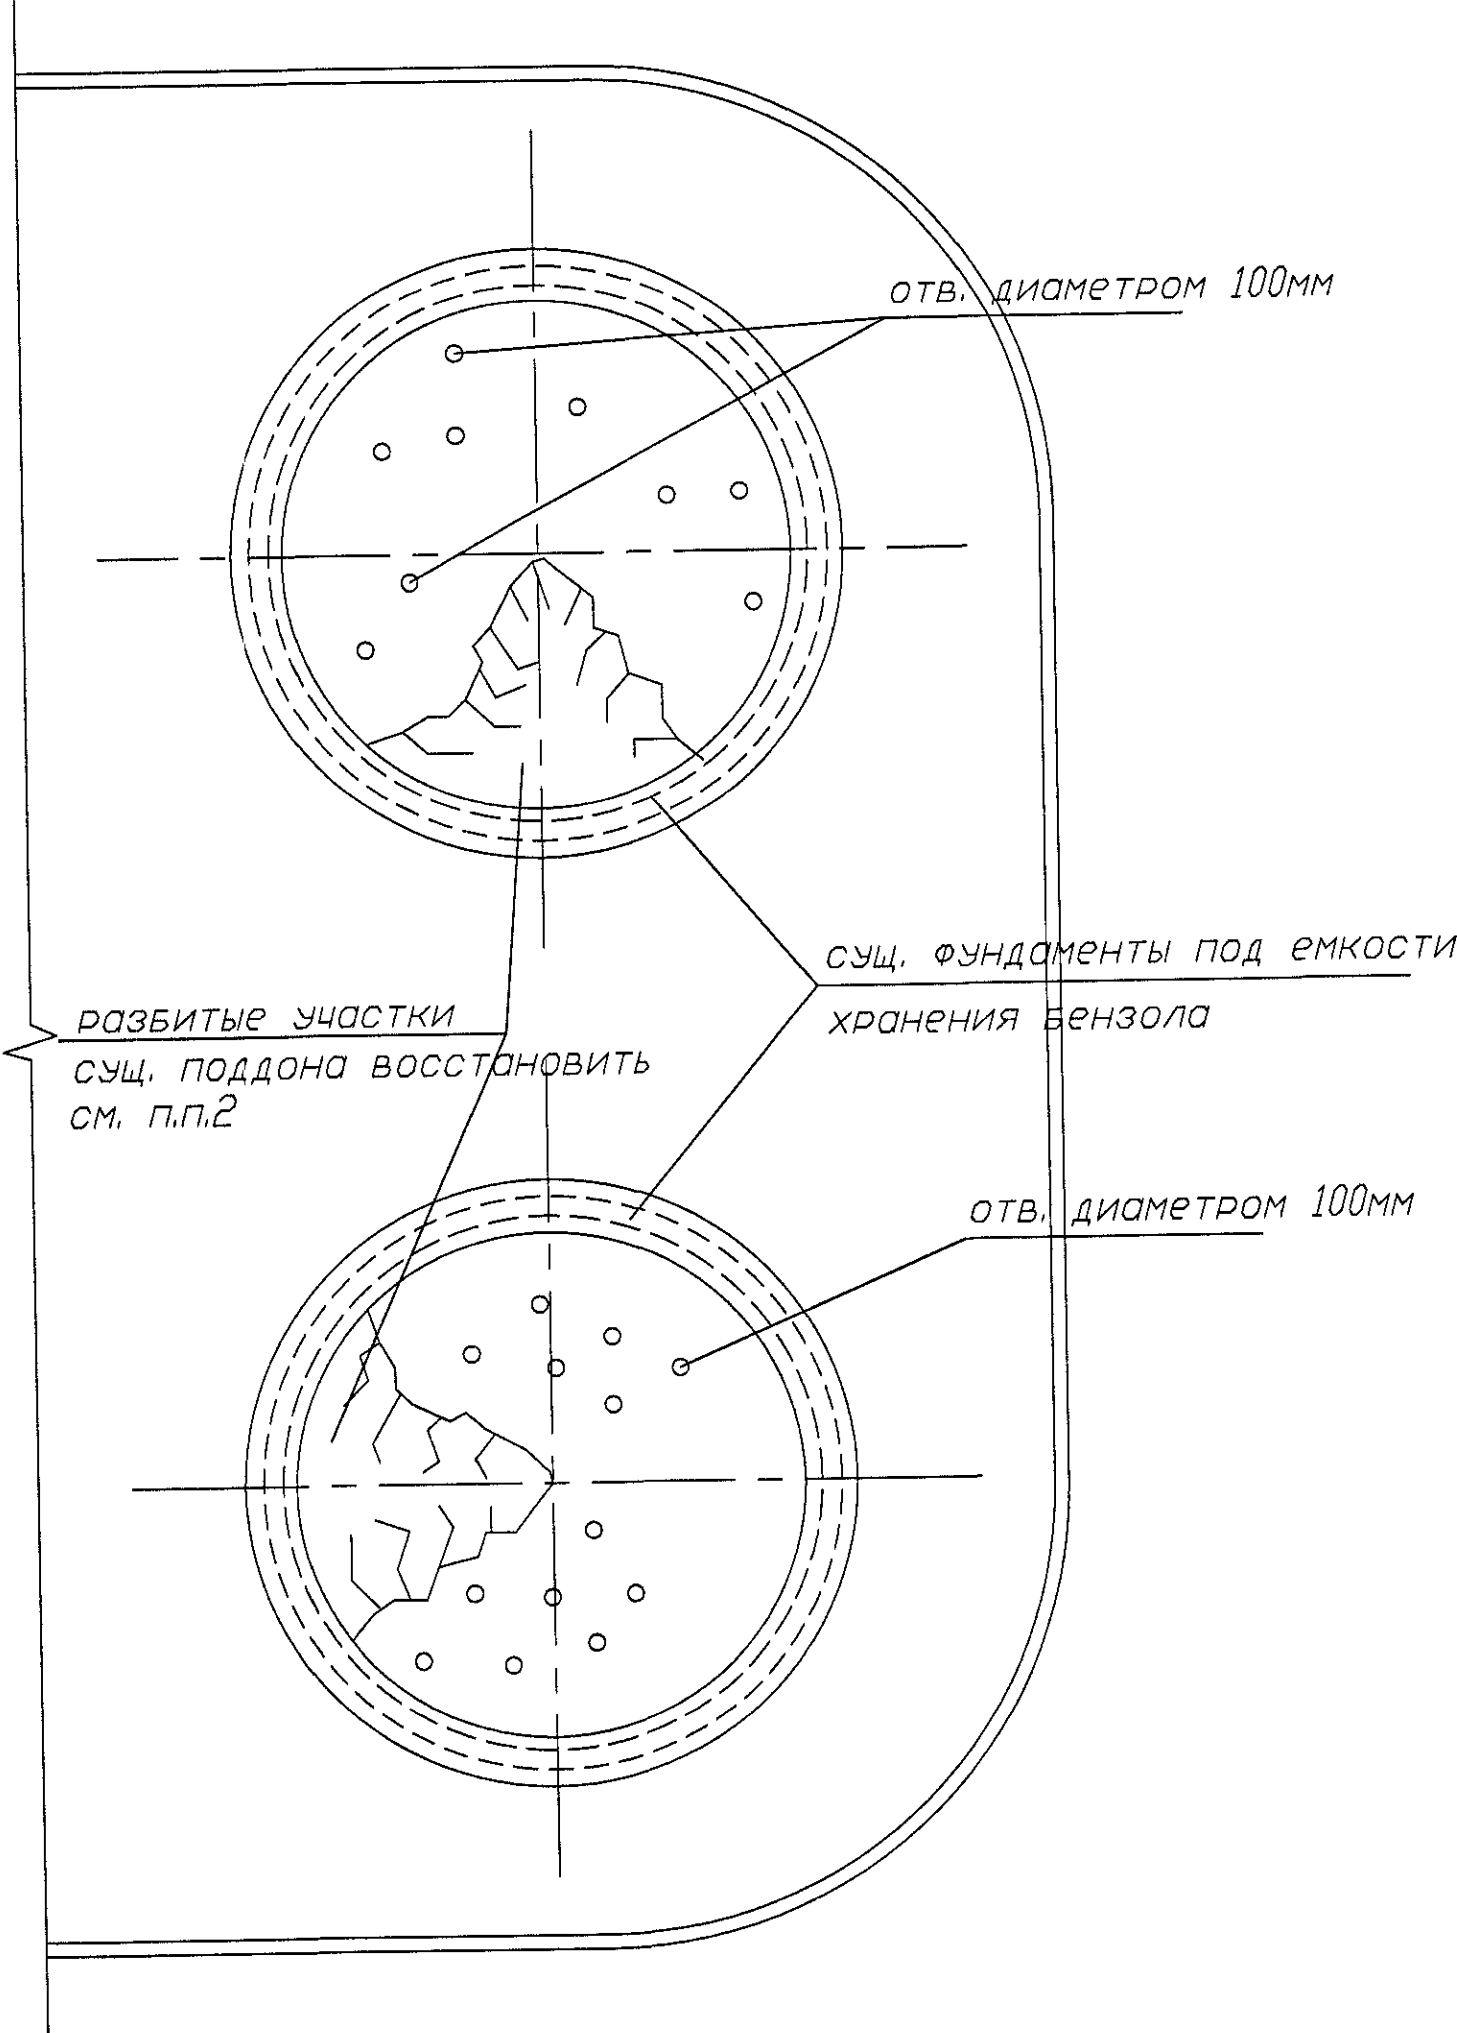 отв. диаметром 100мм
сущ. фундаменты под емкости
хранения бензола
разбитые участки
сущ. поддона восстановить
см. п.п.2
отв. диаметром 100мм